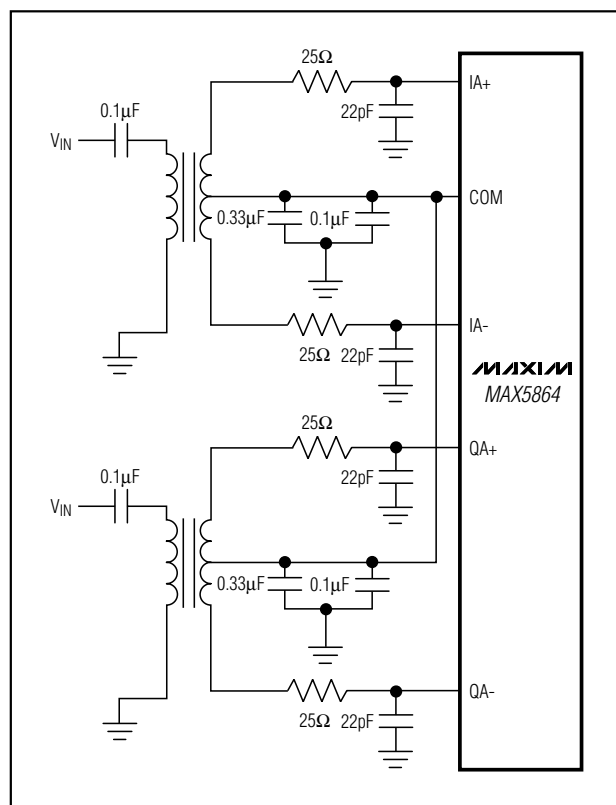 25Ω
IA+
0.1μF
22pF
VIN
COM
0.33μF
0.1μF
IA-
25Ω
22pF
MAXIM
MAX5864
25Ω
QA+
0.1μF
22pF
VIN
0.33μF
0.1μF
QA-
25Ω
22pF